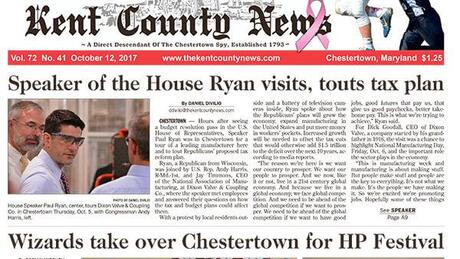 Kent County News
~ A Direct Descendant Of The Chestertown Spy, Established 1793 ~
Vol. 72 No. 41 October 12, 2017 www.thekentcountynews.com Chestertown, Maryland $1.25
Speaker of the House Ryan visits, touts tax plan
PHOTO BY DANIEL DIVILIO
House Speaker Paul Ryan, center, tours Dixon Valve & Coupling
Co. in Chestertown Thursday, Oct. 5, with Congressman Andy
Harris, left.
By DANIEL DIVILIO
ddivilio@thekentcountynews.com
CHESTERTOWN — Hours after seeing
a budget resolution pass in the U.S.
House of Representatives, Speaker
Paul Ryan was in Chestertown for a
tour of a leading manufacturer here
and to tout Republicans' proposed tax
reform plan.
Ryan, a Republican from Wisconsin,
was joined by U.S. Rep. Andy Harris,
R-Md.-1st, and Jay Timmons, CEO
of the National Association of Manufacturing, at Dixon Valve & Coupling
Co., where the speaker met employees
and answered their questions on how
the tax and budget plans could affect
them.
With a protest by local residents out-
side and a battery of television cameras inside, Ryan spoke about how
the Republicans' plans will grow the
economy, expand manufacturing in
the United States and put more money
in workers' pockets. Increased growth
will be needed to offset the tax cuts
that would otherwise add $1.5 trillion
to the deficit over the next 10 years, according to media reports.
"The reason we're here is we want
our country to prosper. We want our
people to prosper. And we now, like
or not, live in a 21st century global
economy. And because we live in a
global economy, we face global competition. And we need to be ahead of the
global competition if we want to prosper. We need to be ahead of the global
competition if we want to have good
jobs, good futures that pay us, that
give us good paychecks, better take-
home pay. This is what we're trying to
achieve," Ryan said.
For Dick Goodall, CEO of Dixon
Valve, a company started by his grandfather in 1916, the visit was a chance to
highlight National Manufacturing Day,
Friday, Oct. 6, and the important role
the sector plays in the economy.
"This is manufacturing week and
manufacturing is about making stuff.
But people make stuff and people are
the key to everything. It's not what we
make. It's the people we have making
it. So we're excited we're promoting
jobs. Hopefully some of these things
See SPEAKER
Page A9
Wizards take over Chestertown for HP Festival